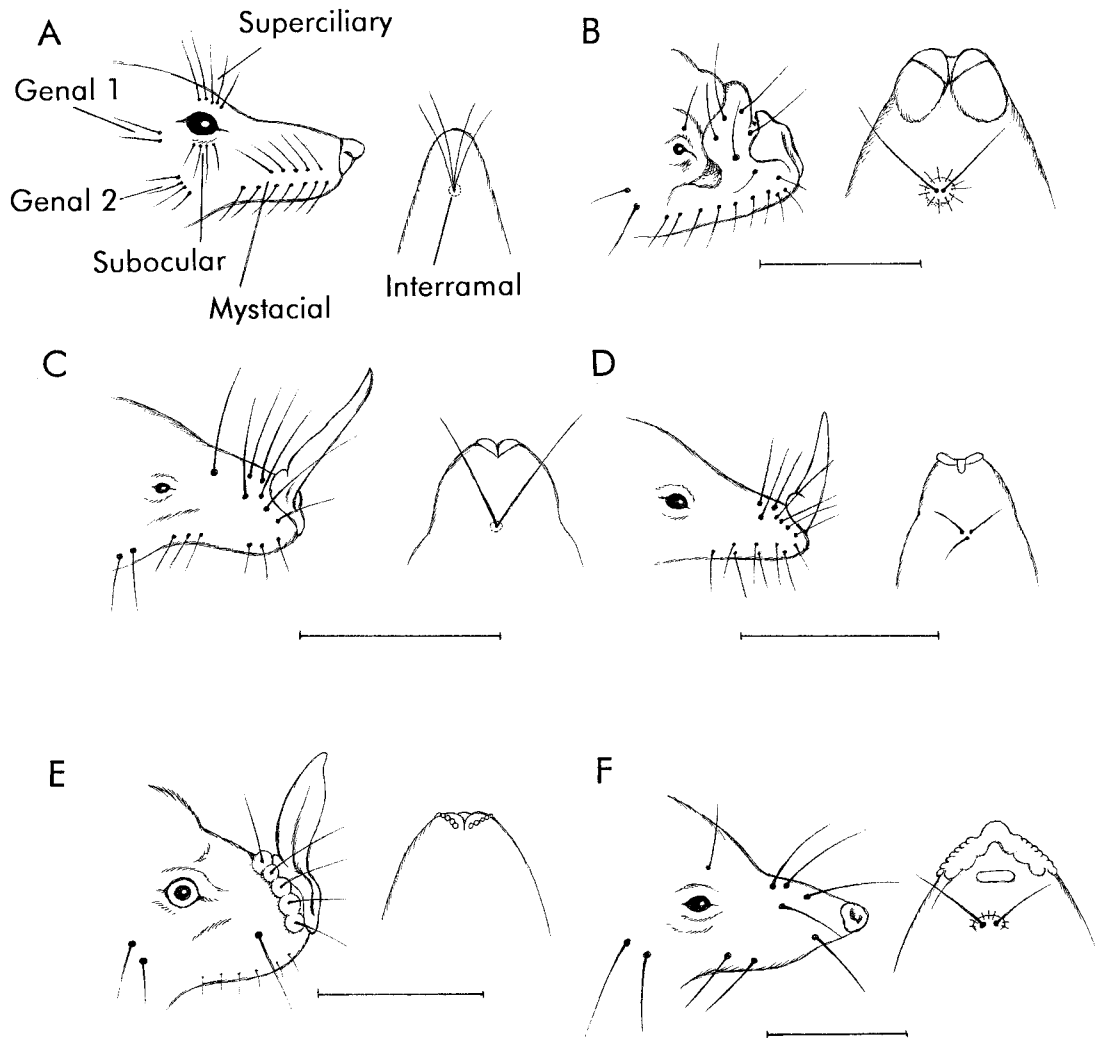 A
Superciliary
Genal 1
Genal 2
Subocular
Mystacial
Interramal
B
C
D
E
F